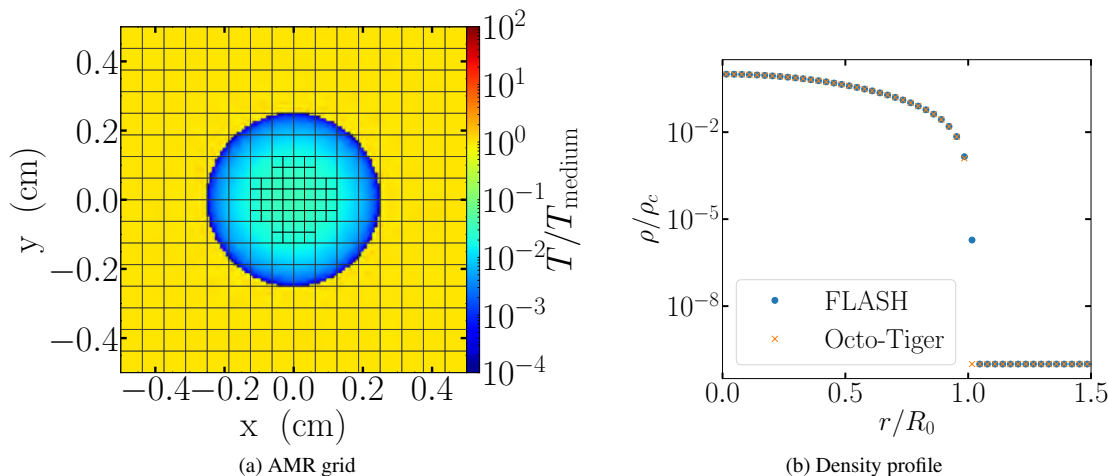 0.4
0.2
0.0
−0.2
−0.4
y (cm)
−0.4 −0.2 0.0 0.2 0.4
x (cm)
10^2
10^1
10^0
10^−1
10^−2
10^−3
10^−4
T/T_medium
(a) AMR grid
10^−2
10^−5
10^−8
ρ/ρ_c
FLASH
Octo-Tiger
0.0 0.5 1.0 1.5
r/R_0
(b) Density profile